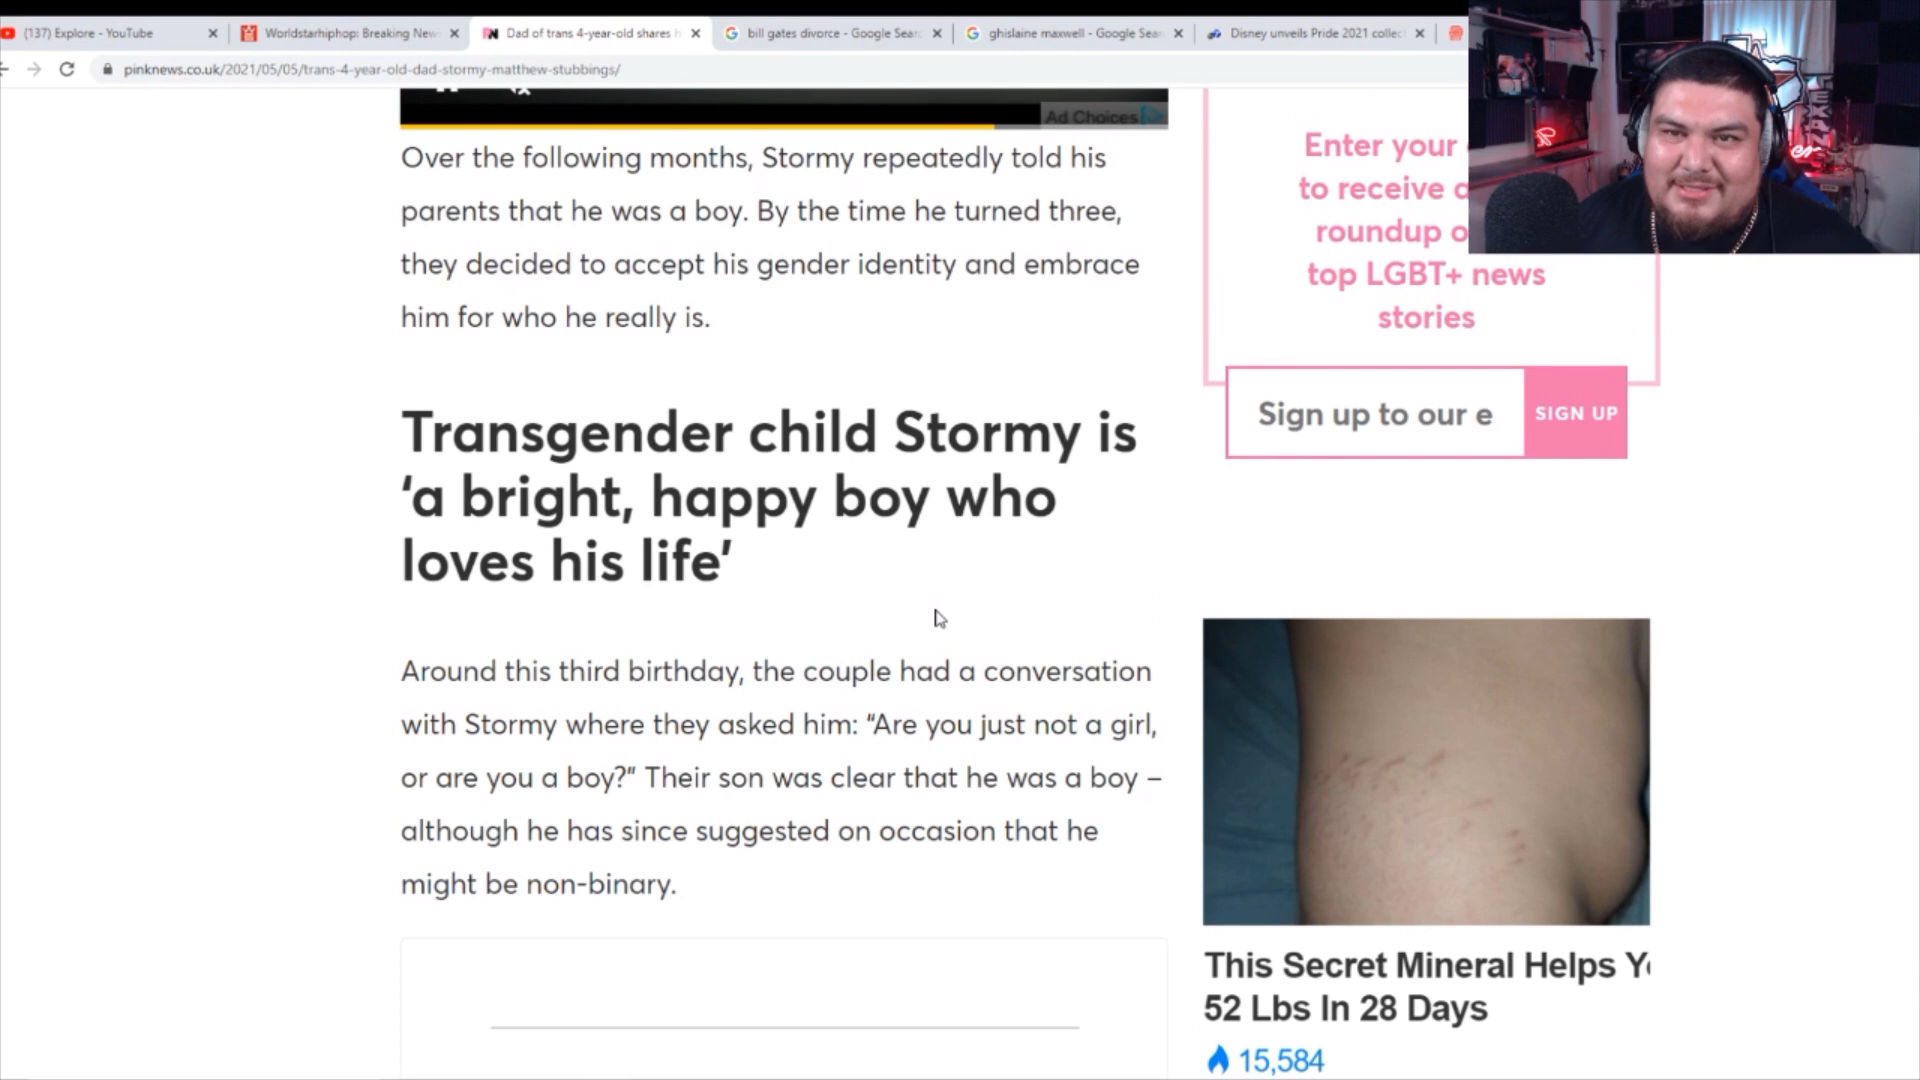 (137) Explore - YouTube
Worldstarhiphop: Breaking New
Dad of trans 4-year-old shares h
bill gates divorce - Google Searc
ghislaine maxwell - Google Sear
Disney unveils Pride 2021 collec
pinknews.co.uk/2021/05/05/trans-4-year-old-dad-stormy-matthew-stubbings/
Ad Choices
Over the following months, Stormy repeatedly told his
parents that he was a boy. By the time he turned three,
they decided to accept his gender identity and embrace
him for who he really is.
Transgender child Stormy is
‘a bright, happy boy who
loves his life’
Around this third birthday, the couple had a conversation
with Stormy where they asked him: “Are you just not a girl,
or are you a boy?” Their son was clear that he was a boy –
although he has since suggested on occasion that he
might be non-binary.
Enter your
to receive
roundup o
top LGBT+ news
stories
Sign up to our e
SIGN UP
This Secret Mineral Helps Yo
52 Lbs In 28 Days
15,584